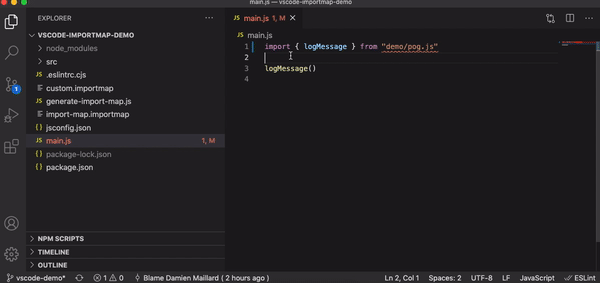 main.js — vscode-importmap-demo
EXPLORER
VSCODE-IMPORTMAP-DEMO
node_modules
src
.eslintrc.cjs
custom.importmap
JS generate-import-map.js
import-map.importmap
{ } jsconfig.json
JS main.js 1, M
{ } package-lock.json
{ } package.json
NPM SCRIPTS
TIMELINE
OUTLINE
1
JS main.js 1, M
JS main.js
1 import { logMessage } from "demo/pog.js"
2
3 logMessage()
4
vscode-demo* 1 0 Blame Damien Maillard ( 2 hours ago ) Ln 2, Col 1 Spaces: 2 UTF-8 LF JavaScript ESLint